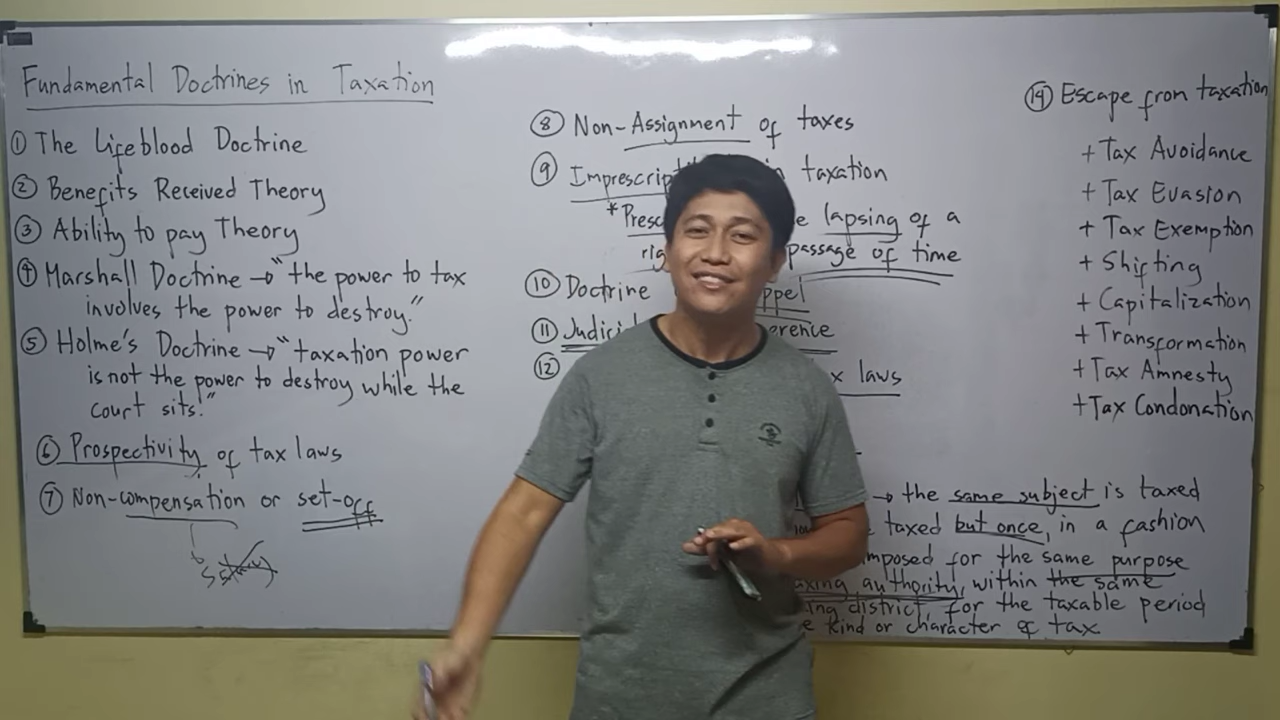 Fundamental Doctrines in Taxation
① The Lifeblood Doctrine
② Benefits Received Theory
③ Ability to pay Theory
④ Marshall Doctrine → "the power to tax
involves the power to destroy."
⑤ Holme's Doctrine → "taxation power
is not the power to destroy while the
court sits."
⑥ Prospectivity of tax laws
⑦ Non-compensation or set-off
⑧ Non-Assignment of taxes
⑨ taxation
lapsing of a
passage of time
⑩ Doctrine
⑪
⑫ laws
→ the same subject is taxed
taxed but once, in a fashion
for the same purpose
authority, within the same
district, for the taxable period
kind or character of tax
⑭ Escape from taxation
+ Tax Avoidance
+ Tax Evasion
+ Tax Exemption
+ Shifting
+ Capitalization
+ Transformation
+ Tax Amnesty
+ Tax Condonation